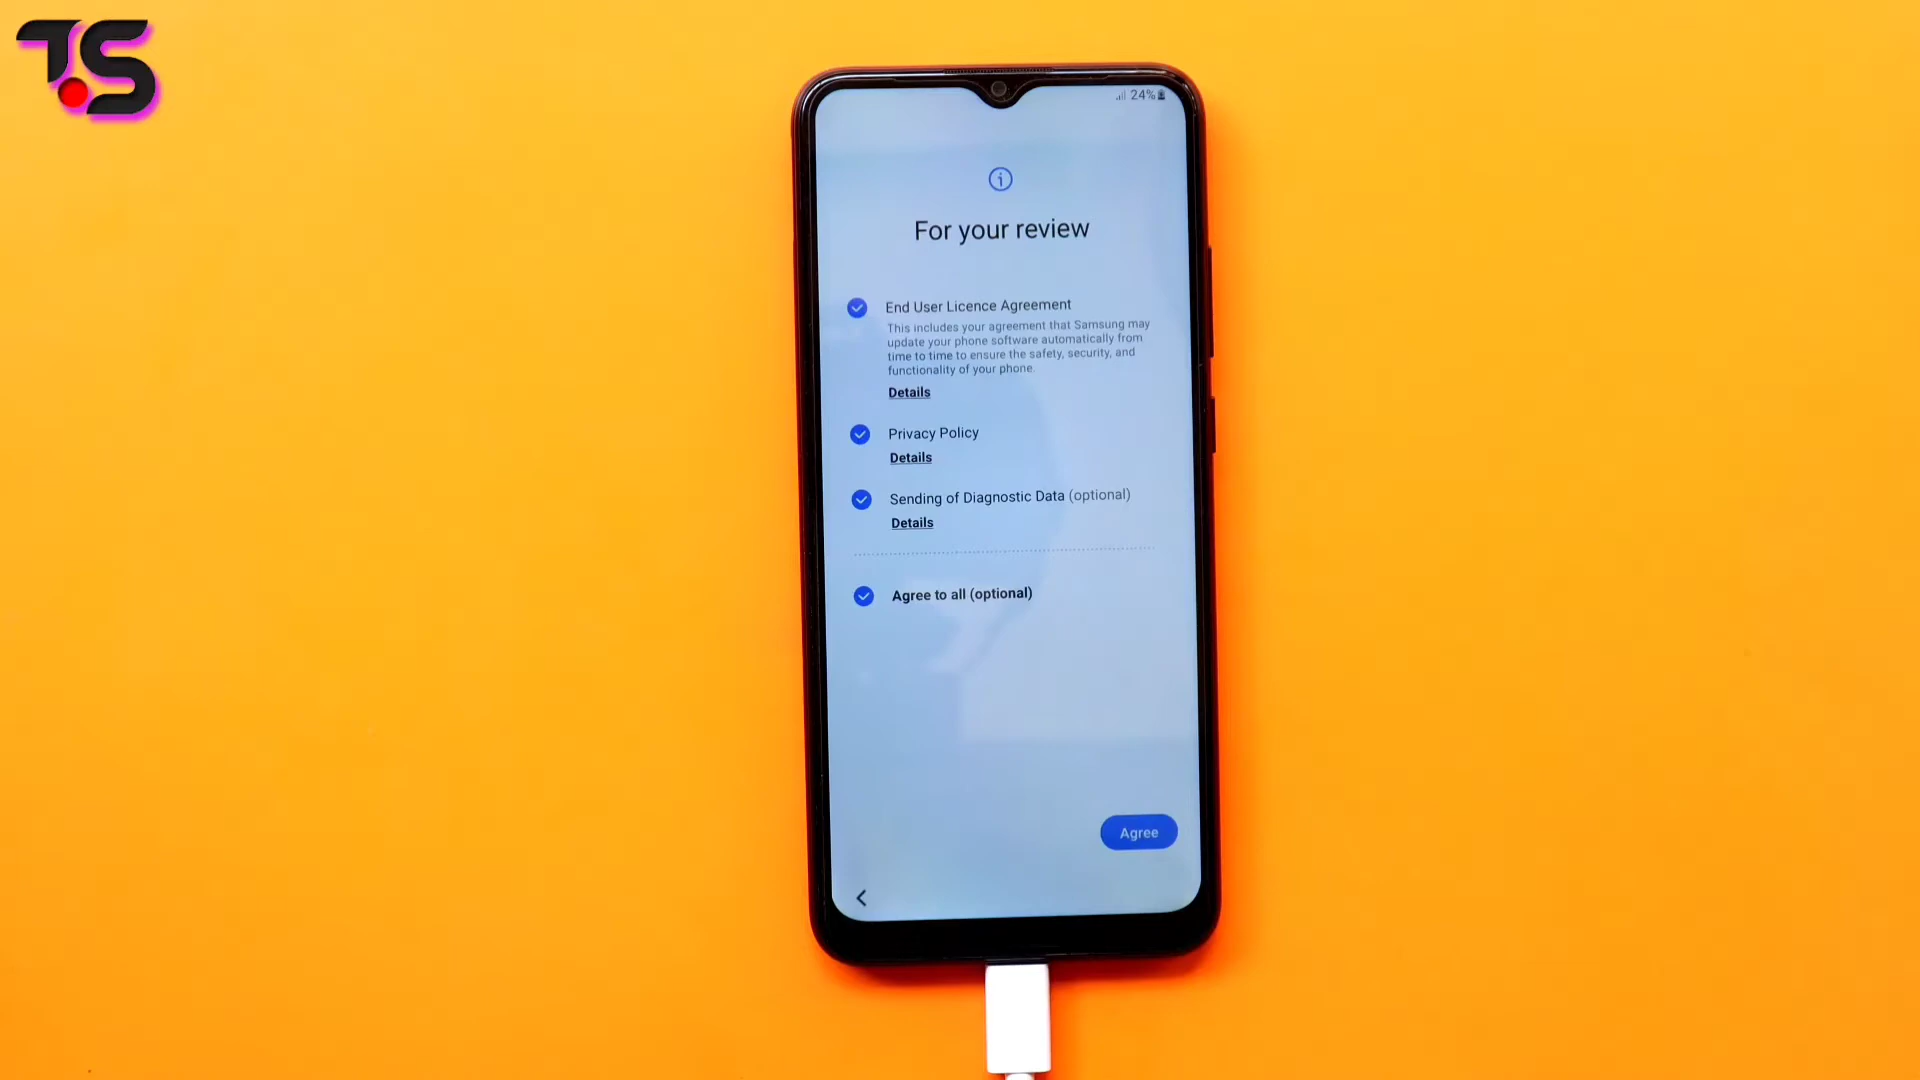 T.S
24%
For your review
End User Licence Agreement
This includes your agreement that Samsung may
update your phone software automatically from
time to time to ensure the safety, security, and
functionality of your phone.
Details
Privacy Policy
Details
Sending of Diagnostic Data (optional)
Details
Agree to all (optional)
Agree